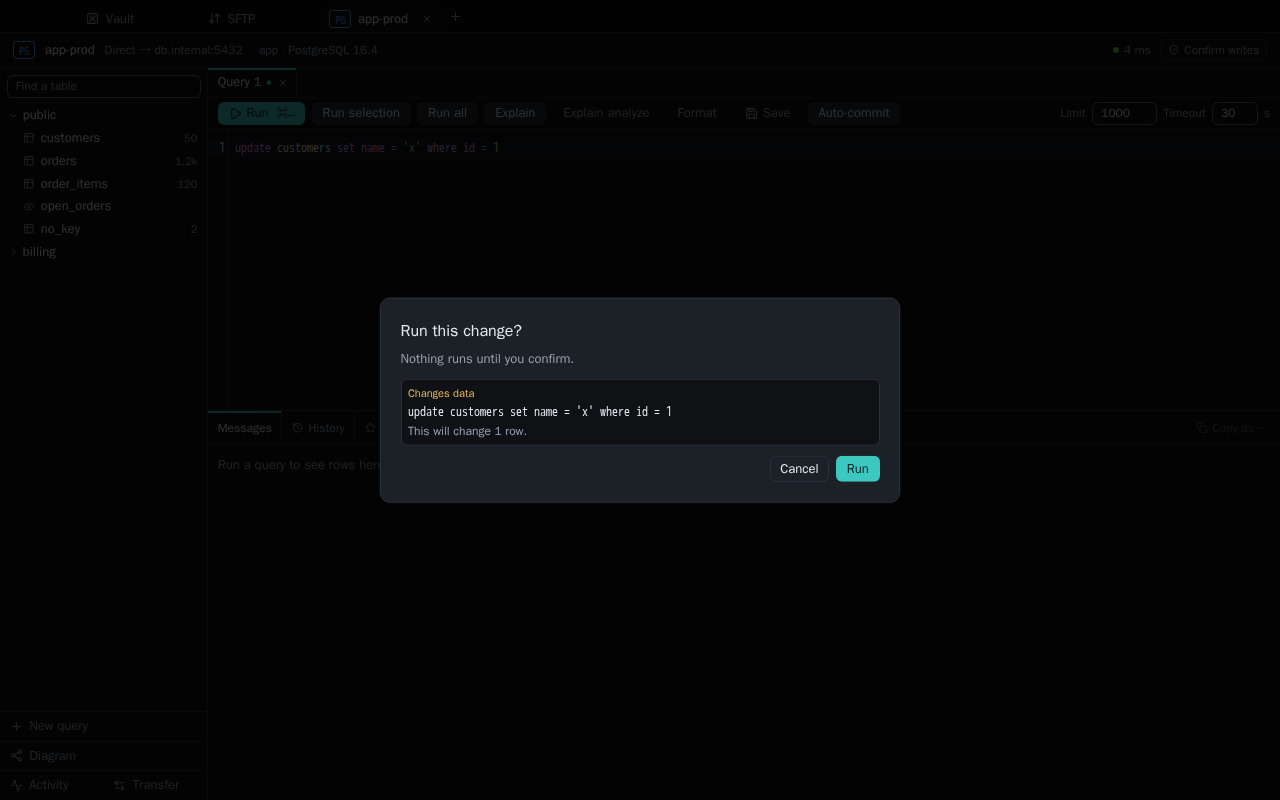 Vault SFTP PG app-prod
PG app-prod Direct → db.internal:5432 · app · PostgreSQL 16.4 4 ms Confirm writes
Find a table
Query 1
Run ⌘⏎ Run selection Run all Explain Explain analyze Format Save Auto-commit Limit 1000 Timeout 30 s
public
customers 50
orders 1.2k
order_items 120
open_orders
no_key 2
billing
1 update customers set name = 'x' where id = 1
Run this change?
Nothing runs until you confirm.
Changes data
update customers set name = 'x' where id = 1
This will change 1 row.
Cancel Run
Messages History Copy as…
Run a query to see rows here
New query
Diagram
Activity Transfer